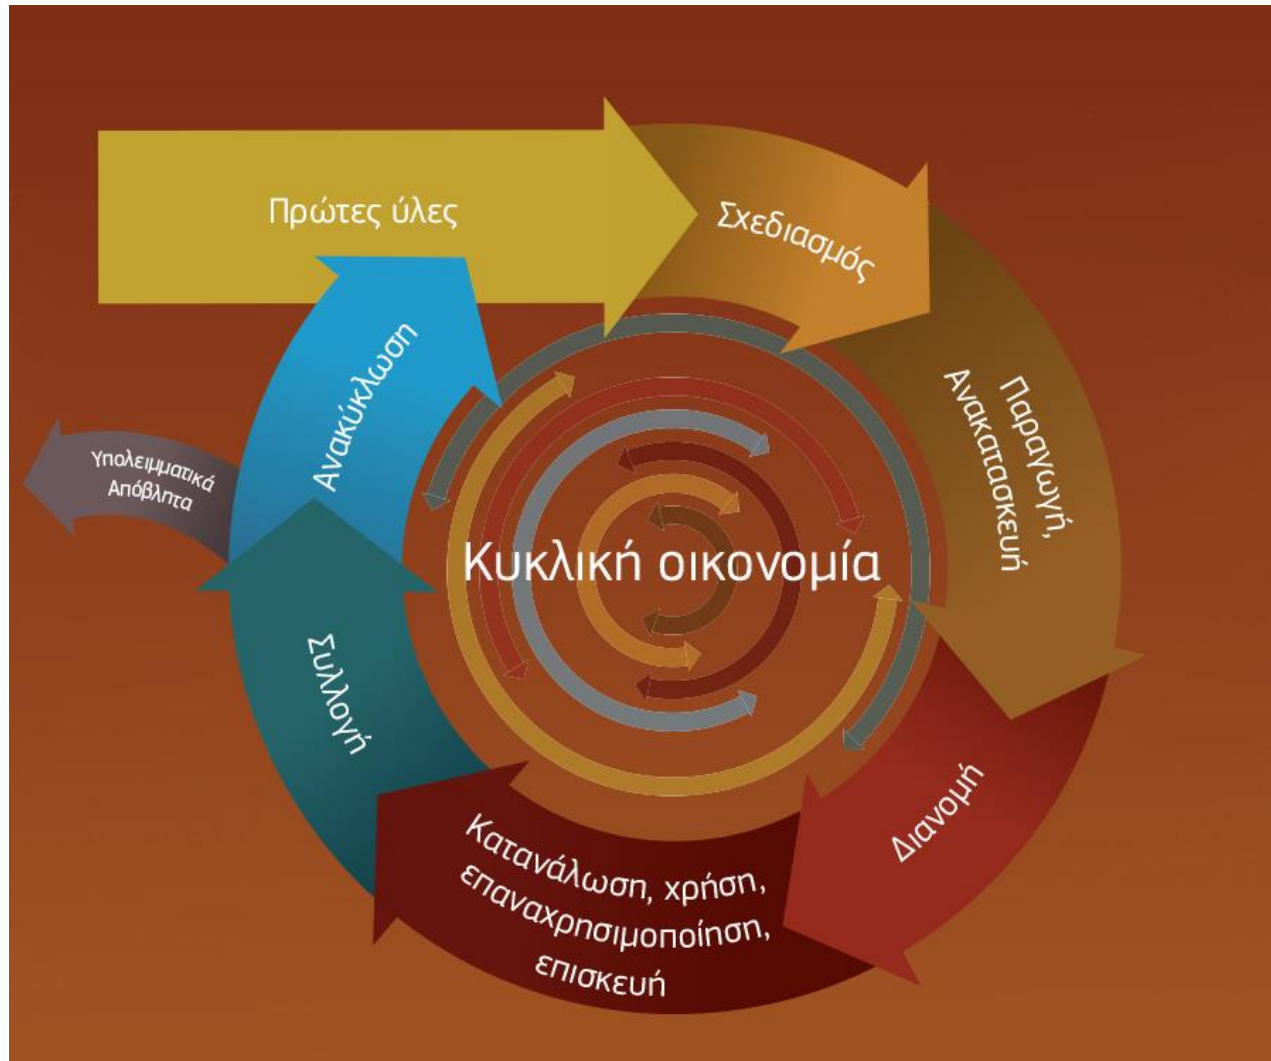 Πρώτες ύλες
Σχεδιασμός
Παραγωγή,
Ανακατασκευή
Διανομή
Κατανάλωση, χρήση,
επαναχρησιμοποίηση,
επισκευή
Συλλογή
Ανακύκλωση
Υπολειμματικά
Απόβλητα
Κυκλική οικονομία